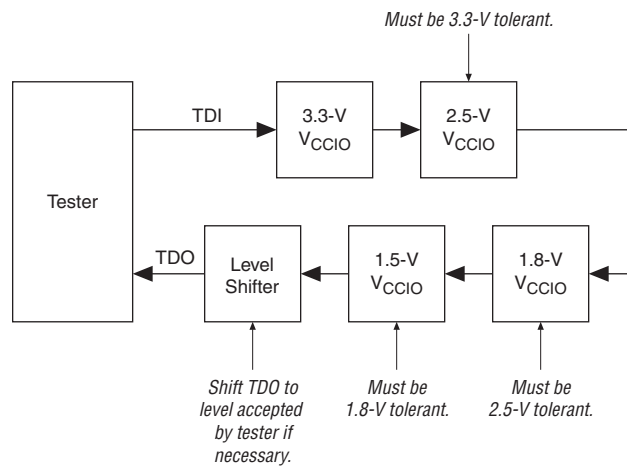 Must be 3.3-V tolerant.
TDI
3.3-V
VCCIO
2.5-V
VCCIO
Tester
TDO
Level
Shifter
1.5-V
VCCIO
1.8-V
VCCIO
Shift TDO to
level accepted
by tester if
necessary.
Must be
1.8-V tolerant.
Must be
2.5-V tolerant.